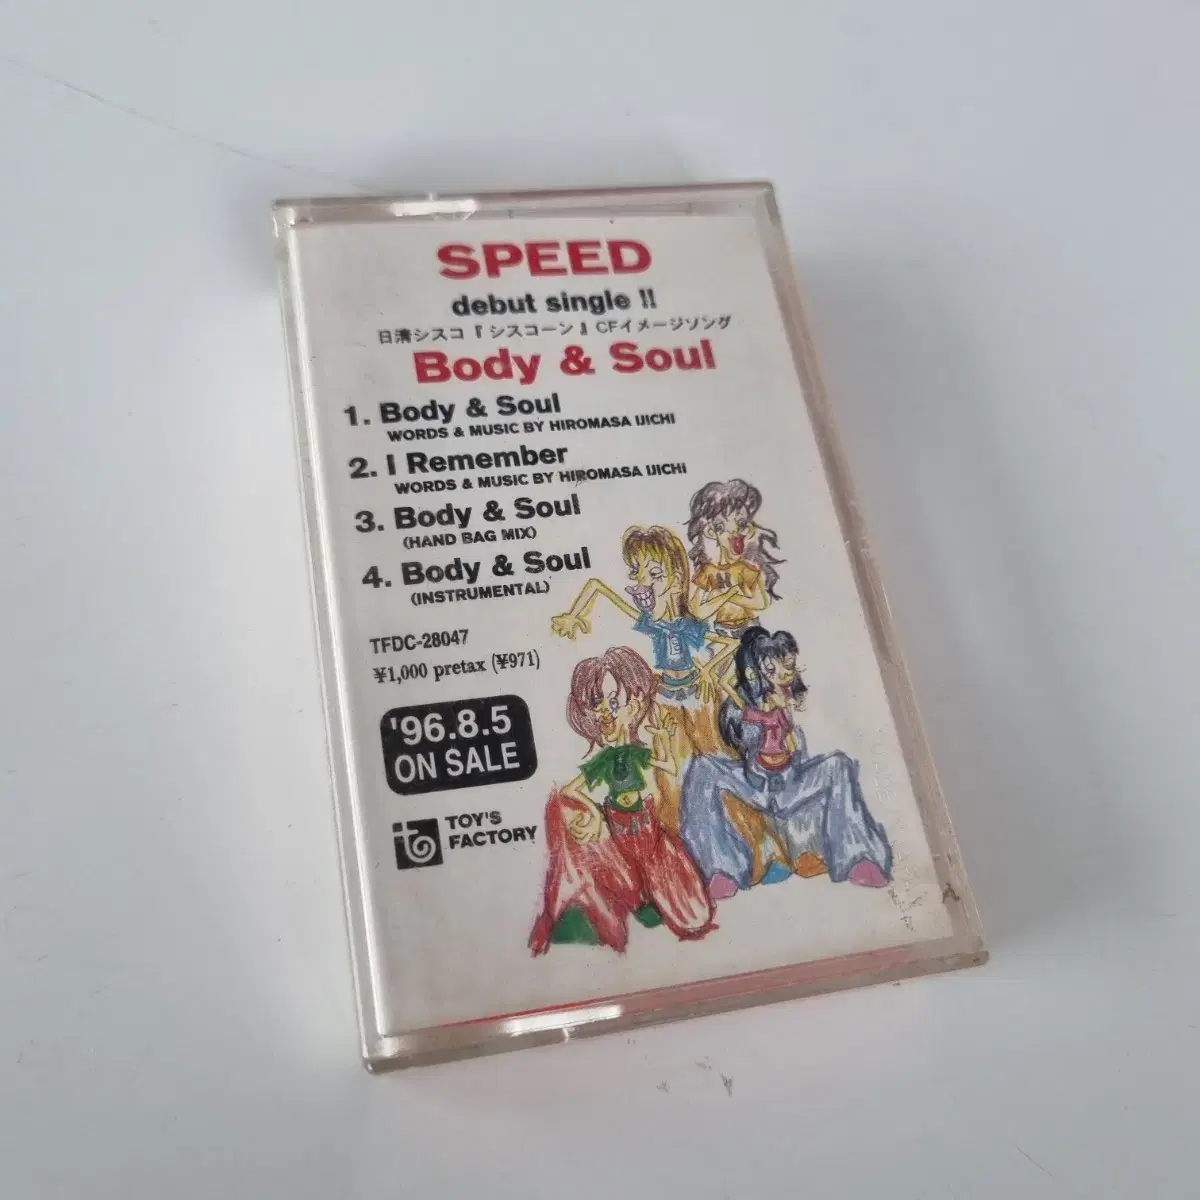 SPEED
debut single !!
日清シスコ『シスコーン』CFイメージソング
Body & Soul
1. Body & Soul
WORDS & MUSIC BY HIROMASA IJICHI
2. I Remember
WORDS & MUSIC BY HIROMASA IJICHI
3. Body & Soul
(HAND BAG MIX)
4. Body & Soul
(INSTRUMENTAL)
TFDC-28047
¥1,000 pretax (¥971)
'96.8.5
ON SALE
TOY'S
FACTORY